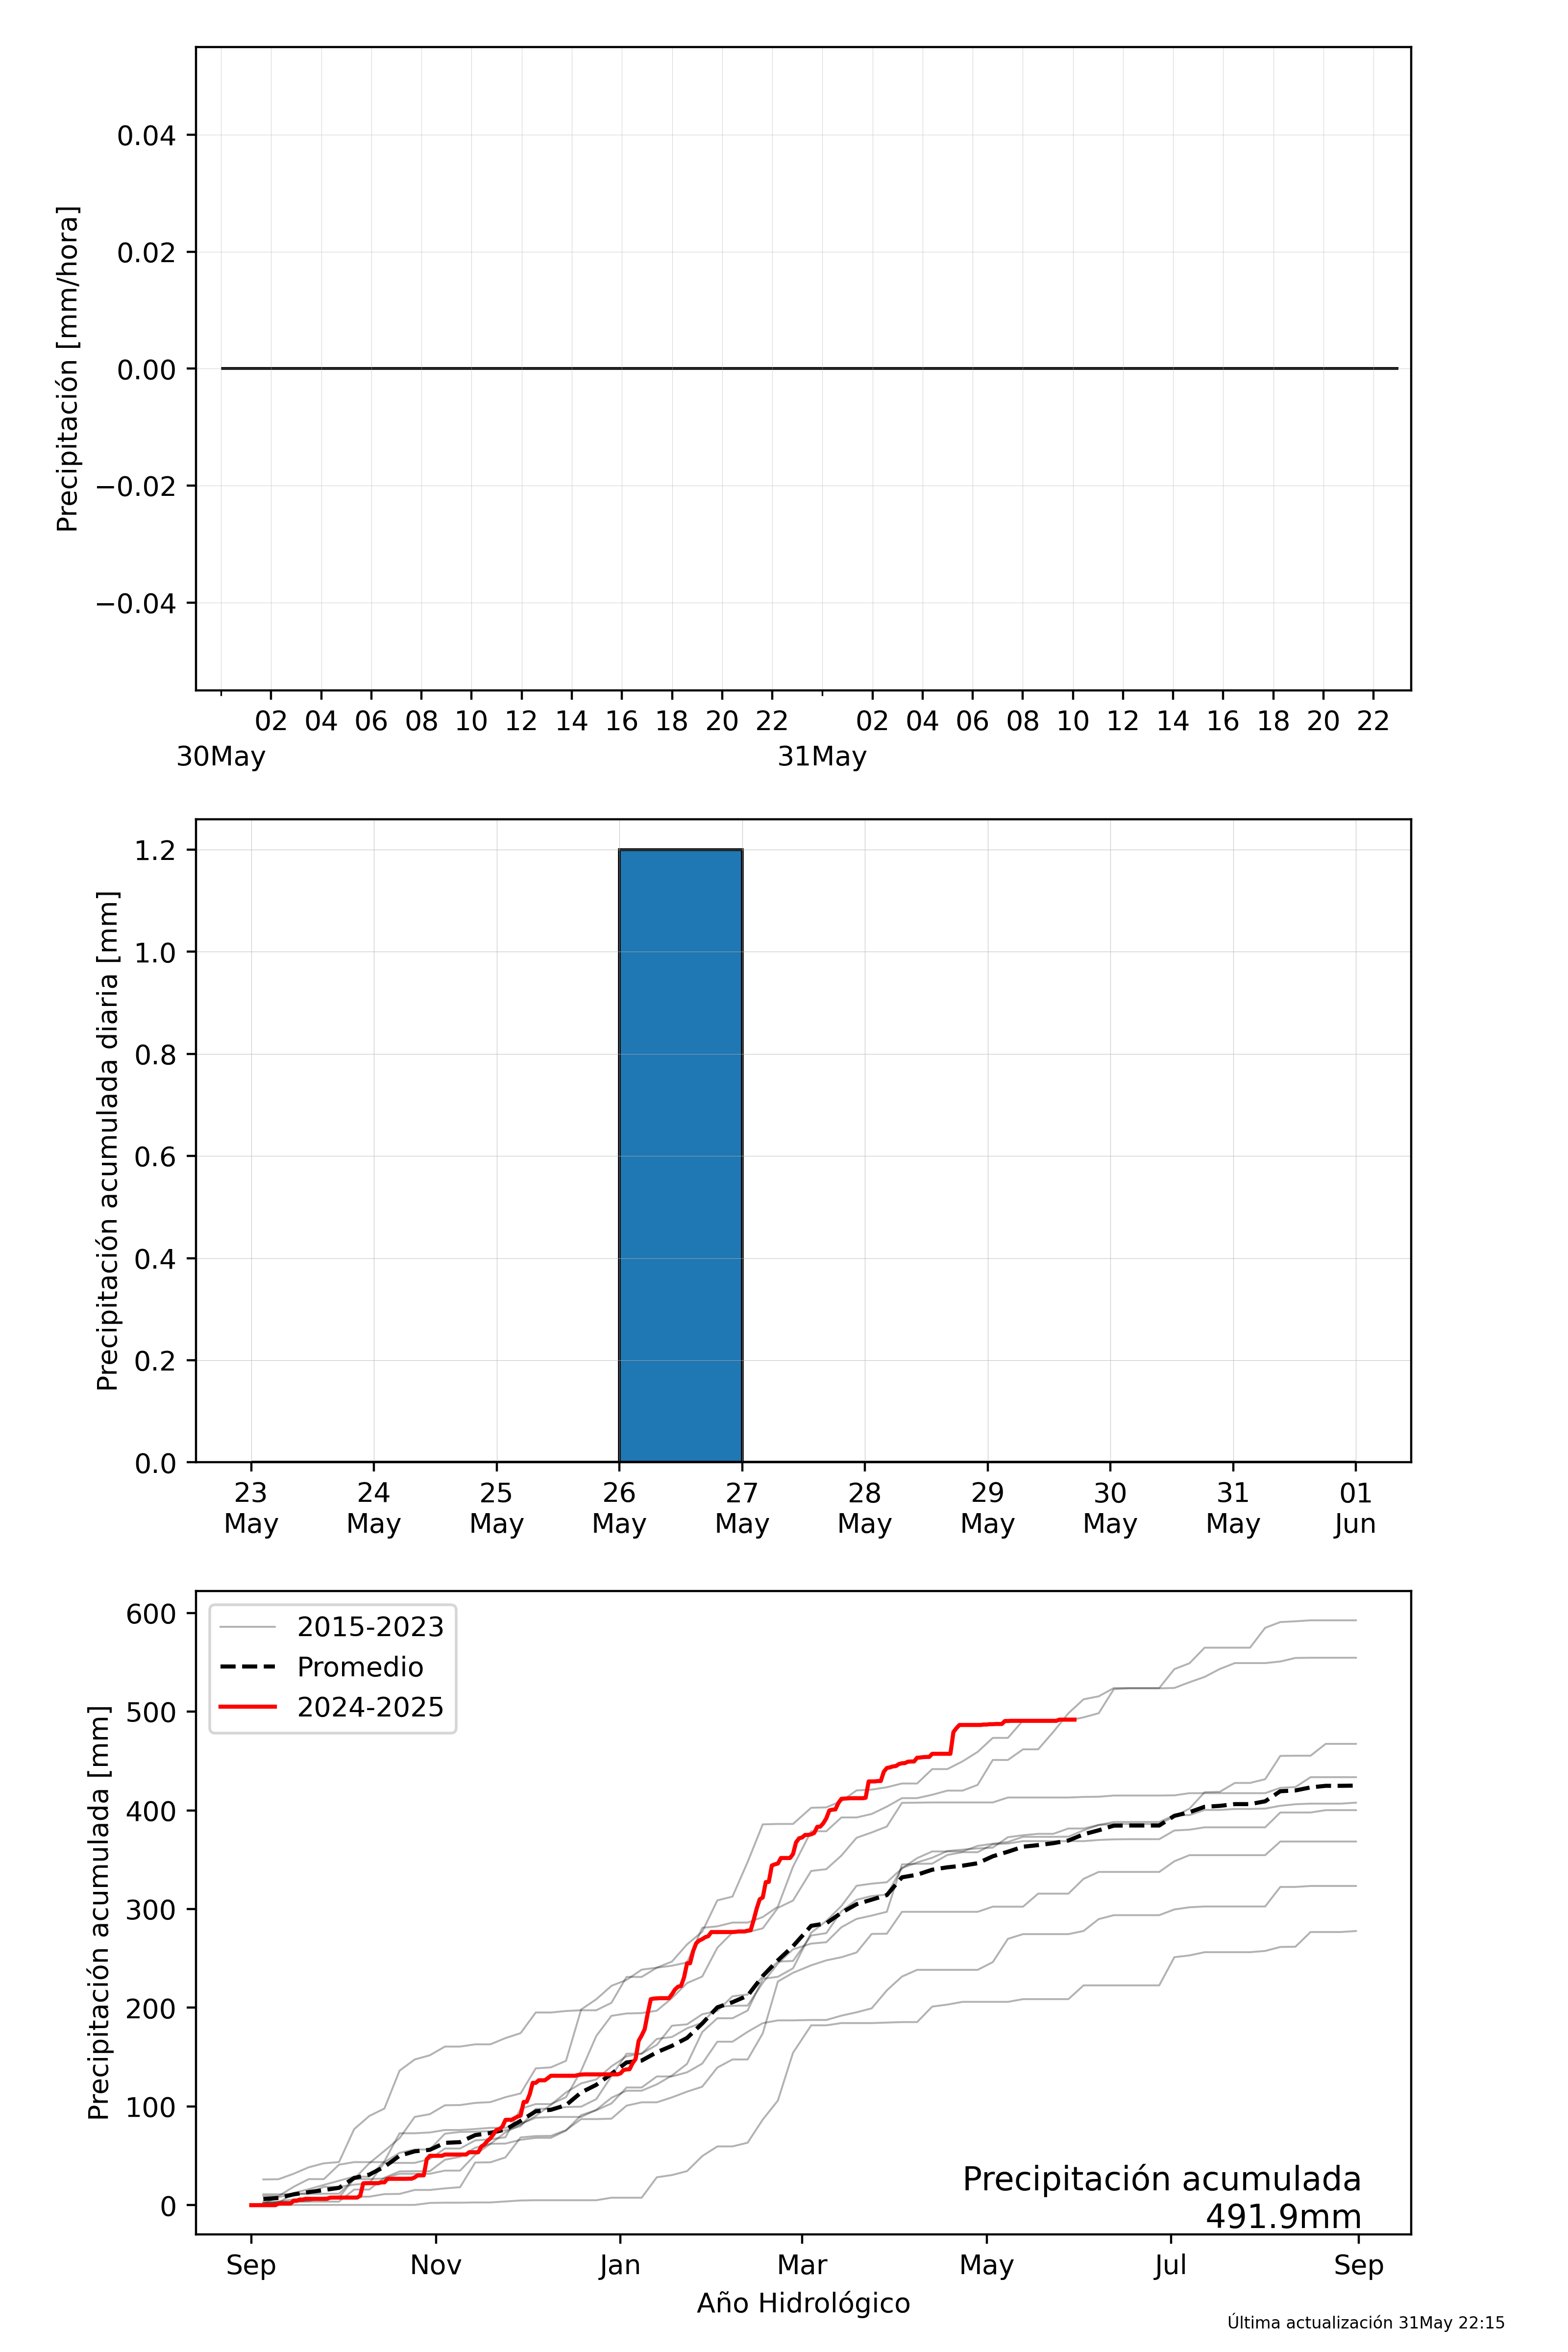 Precipitación [mm/hora]
0.04
0.02
0.00
−0.02
−0.04
02 04 06 08 10 12 14 16 18 20 22 02 04 06 08 10 12 14 16 18 20 22
30May 31May
Precipitación acumulada diaria [mm]
1.2
1.0
0.8
0.6
0.4
0.2
0.0
23 24 25 26 27 28 29 30 31 01
May May May May May May May May May Jun
Precipitación acumulada [mm]
600
500
400
300
200
100
0
2015-2023
Promedio
2024-2025
Precipitación acumulada
491.9mm
Sep Nov Jan Mar May Jul Sep
Año Hidrológico
Última actualización 31May 22:15